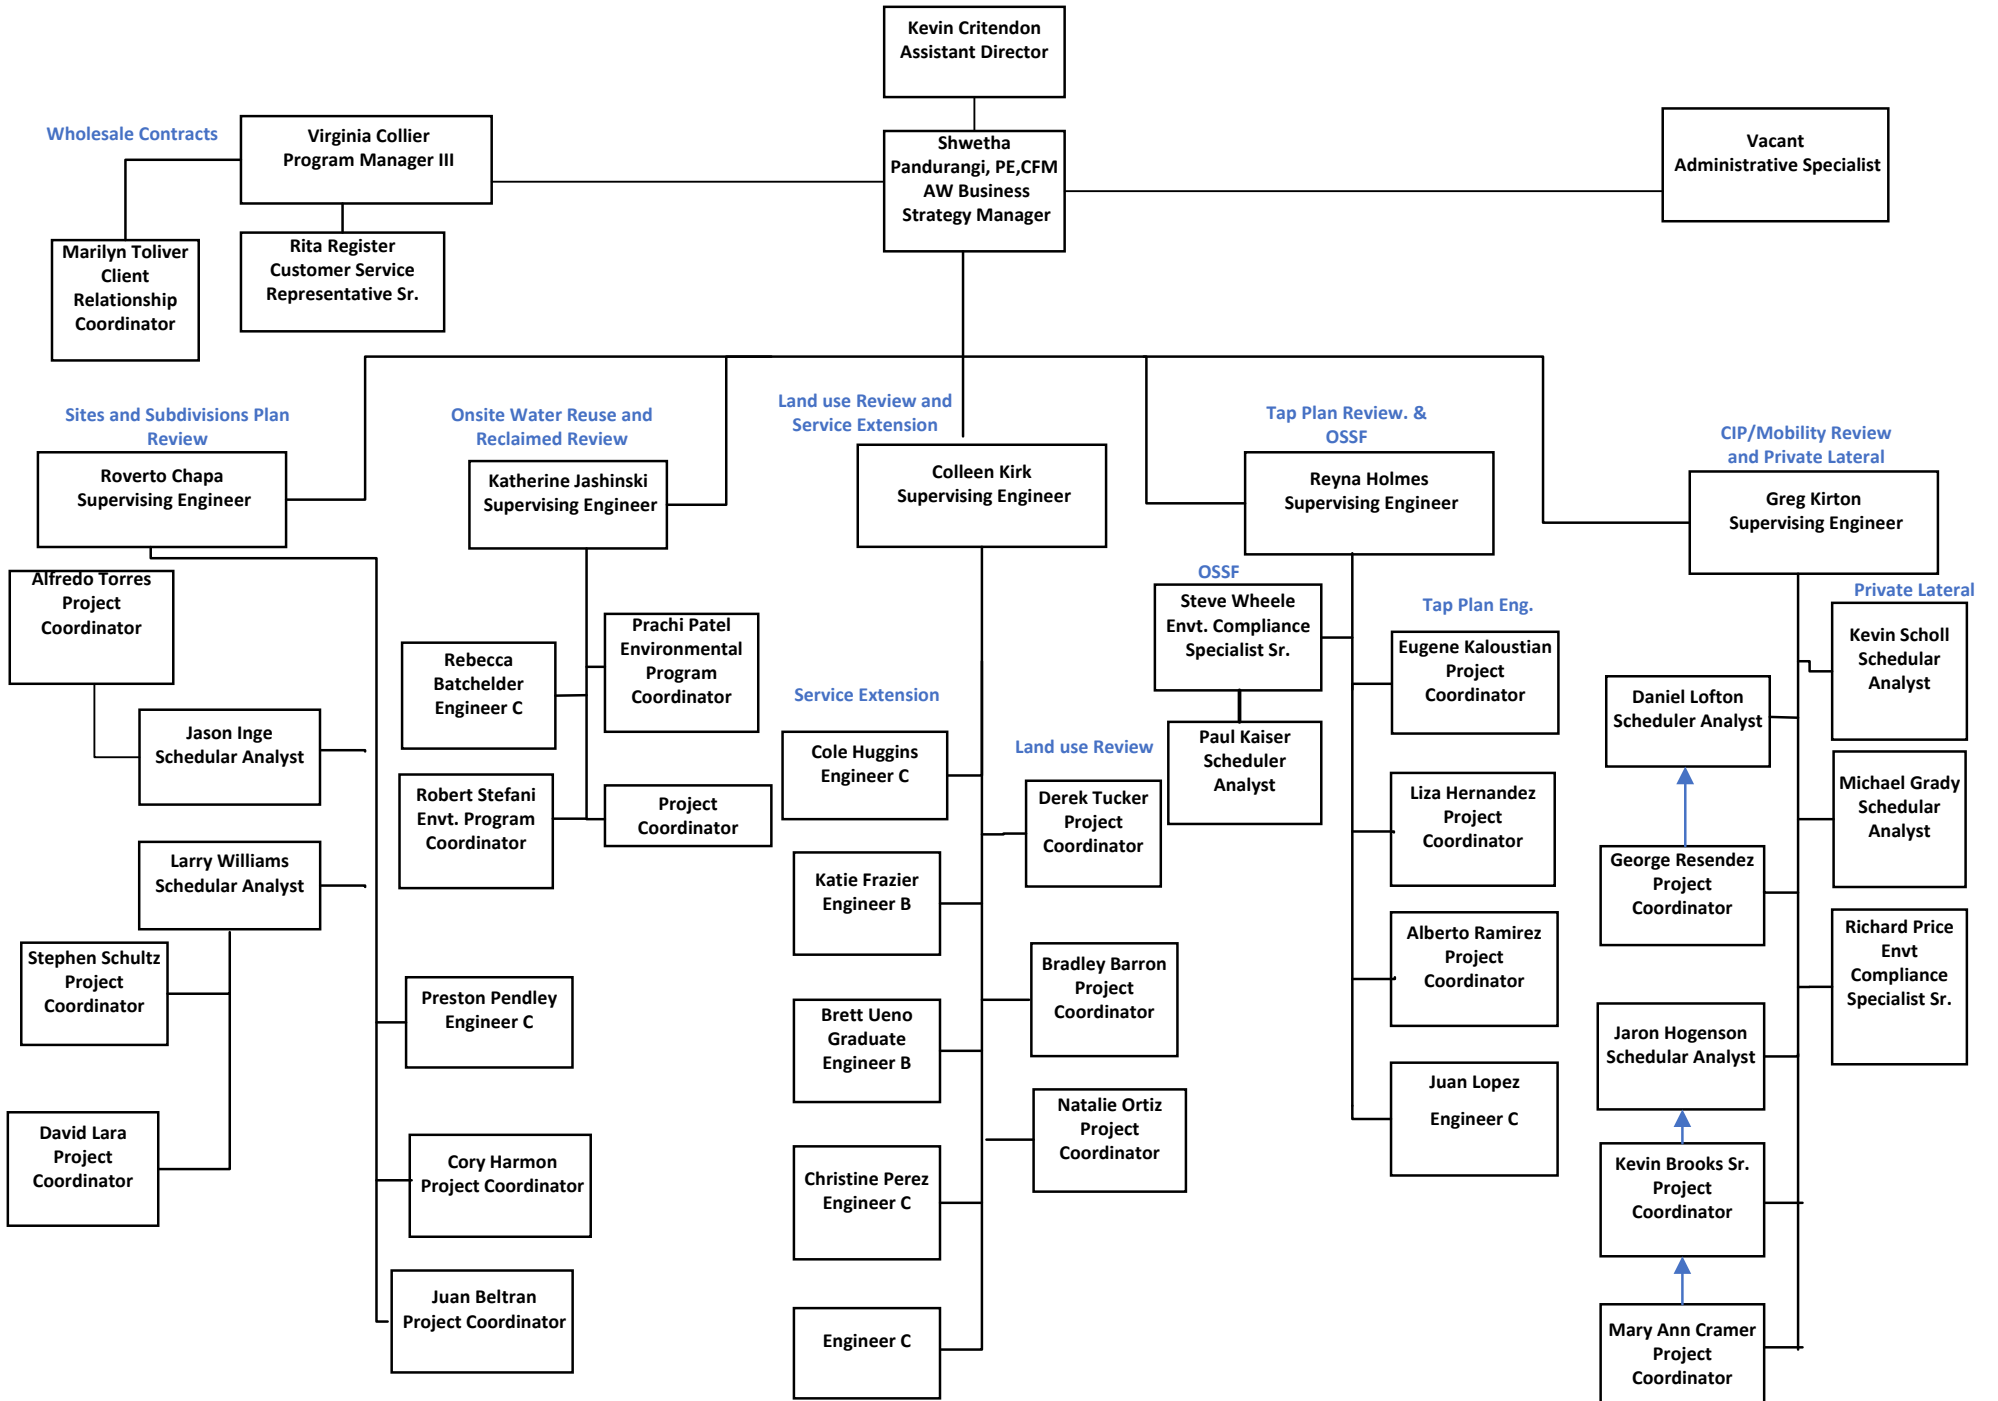 Kevin Critendon
Assistant Director
Wholesale Contracts
Virginia Collier
Program Manager III
Shwetha
Pandurangi, PE,CFM
AW Business
Strategy Manager
Vacant
Administrative Specialist
Marilyn Toliver
Client
Relationship
Coordinator
Rita Register
Customer Service
Representative Sr.
Sites and Subdivisions Plan
Review
Roverto Chapa
Supervising Engineer
Alfredo Torres
Project
Coordinator
Jason Inge
Schedular Analyst
Larry Williams
Schedular Analyst
Stephen Schultz
Project
Coordinator
David Lara
Project
Coordinator
Preston Pendley
Engineer C
Cory Harmon
Project Coordinator
Juan Beltran
Project Coordinator
Onsite Water Reuse and
Reclaimed Review
Katherine Jashinski
Supervising Engineer
Rebecca
Batchelder
Engineer C
Prachi Patel
Environmental
Program
Coordinator
Robert Stefani
Envt. Program
Coordinator
Project
Coordinator
Land use Review and
Service Extension
Colleen Kirk
Supervising Engineer
Service Extension
Cole Huggins
Engineer C
Katie Frazier
Engineer B
Brett Ueno
Graduate
Engineer B
Christine Perez
Engineer C
Engineer C
Land use Review
Derek Tucker
Project
Coordinator
Bradley Barron
Project
Coordinator
Natalie Ortiz
Project
Coordinator
Tap Plan Review. &
OSSF
Reyna Holmes
Supervising Engineer
OSSF
Steve Wheele
Envt. Compliance
Specialist Sr.
Paul Kaiser
Scheduler
Analyst
Tap Plan Eng.
Eugene Kaloustian
Project
Coordinator
Liza Hernandez
Project
Coordinator
Alberto Ramirez
Project
Coordinator
Juan Lopez
Engineer C
CIP/Mobility Review
and Private Lateral
Greg Kirton
Supervising Engineer
Private Lateral
Kevin Scholl
Schedular
Analyst
Daniel Lofton
Scheduler Analyst
Michael Grady
Schedular
Analyst
George Resendez
Project
Coordinator
Richard Price
Envt
Compliance
Specialist Sr.
Jaron Hogenson
Schedular Analyst
Kevin Brooks Sr.
Project
Coordinator
Mary Ann Cramer
Project
Coordinator